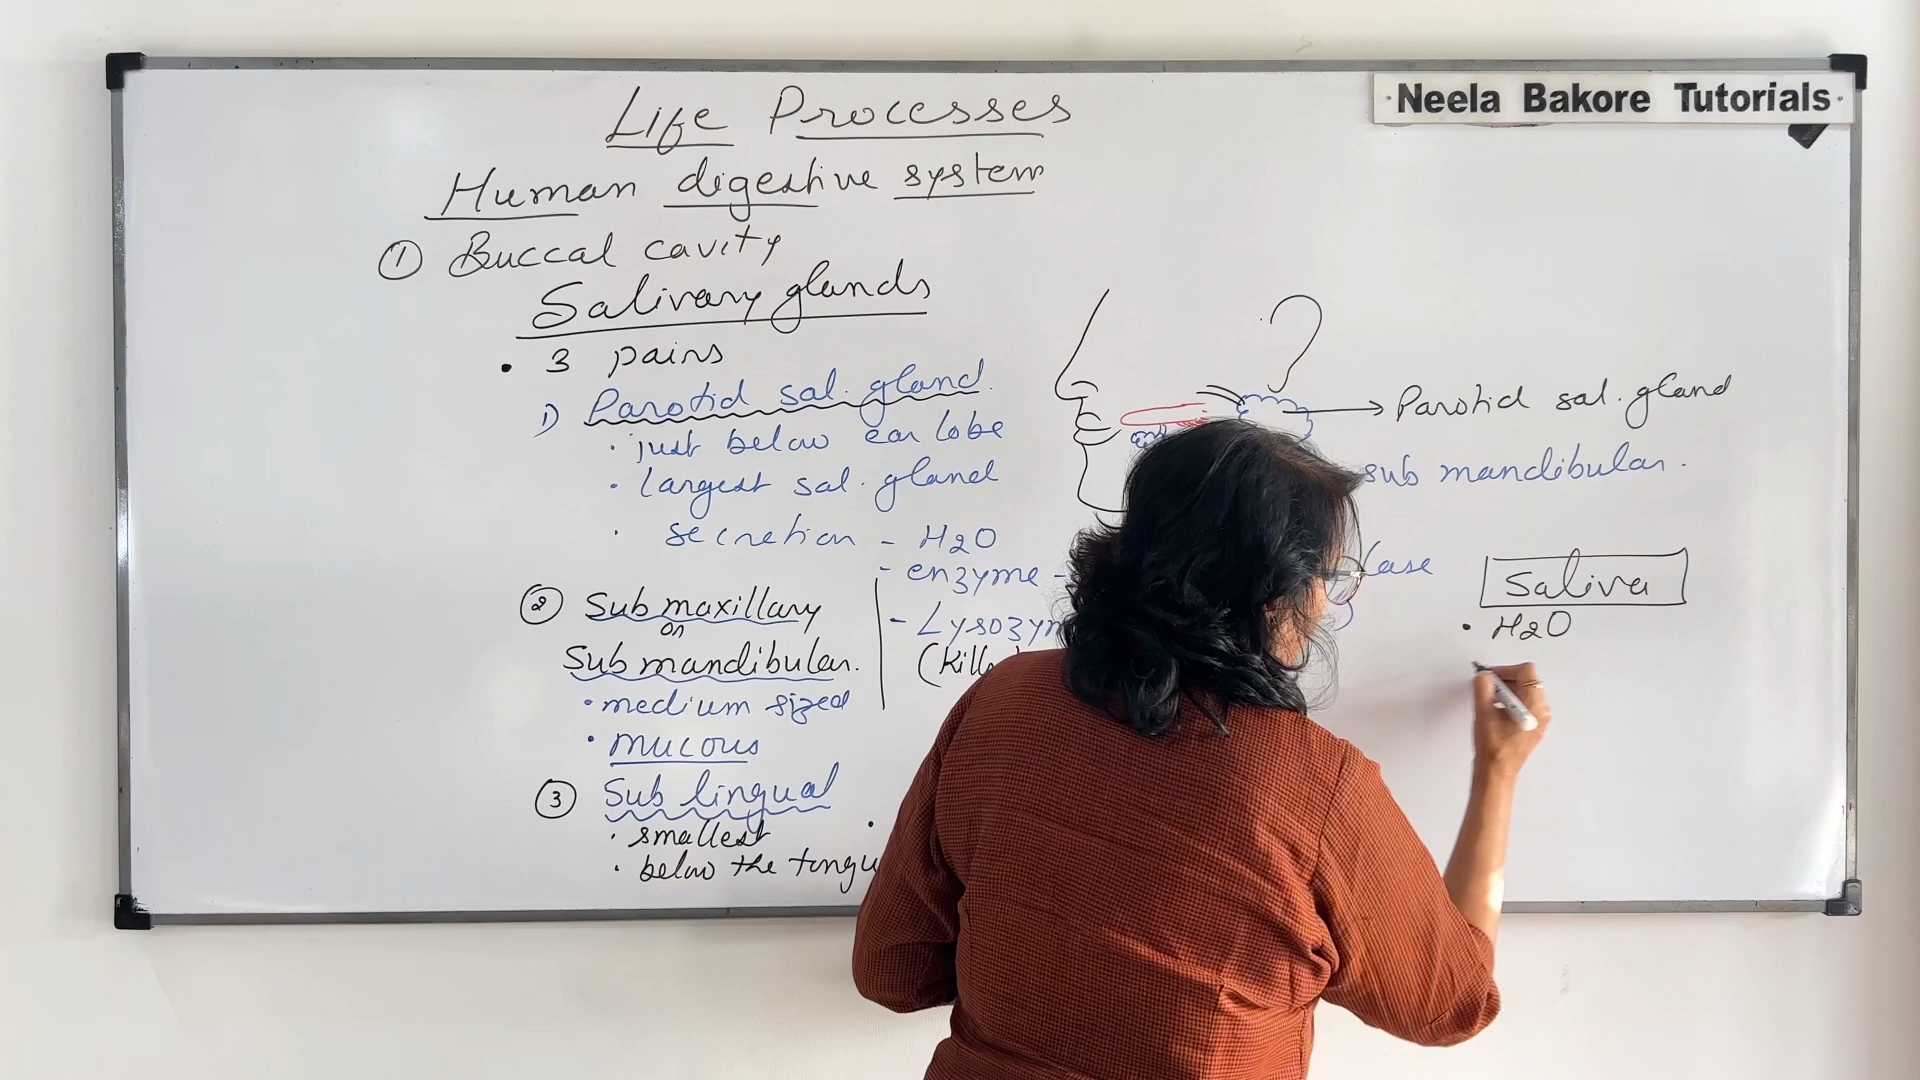 Neela Bakore Tutorials
Life Processes
Human digestive system
① Buccal cavity
Salivary glands
• 3 pairs
1) Parotid sal. gland.
• just below ear lobe
• largest sal. gland
• secretion - H2O
- enzyme -
- Lysozym
(Kill
② Submaxillary
or
Submandibular.
• medium sized
• mucous
③ Sub lingual
• smallest
• below the tongu
Parotid sal. gland
sub mandibular.
lase
Saliva
• H2O